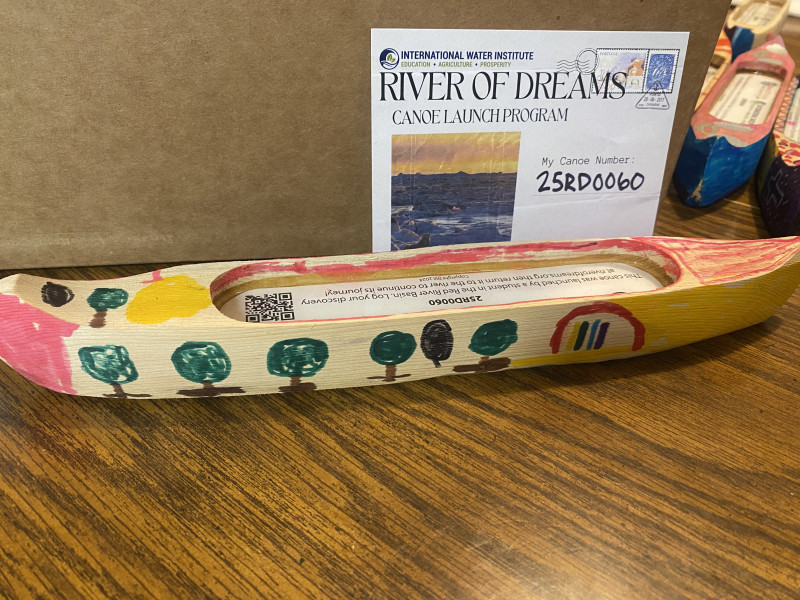 INTERNATIONAL WATER INSTITUTE
EDUCATION • AGRICULTURE • PROSPERITY
RIVER OF DREAMS
CANOE LAUNCH PROGRAM
My Canoe Number:
25RD0060
25RD0060
This canoe was launched by a student in the Red River Basin. Log your discovery
at riverofdreams.org then return it to the river to continue its journey!